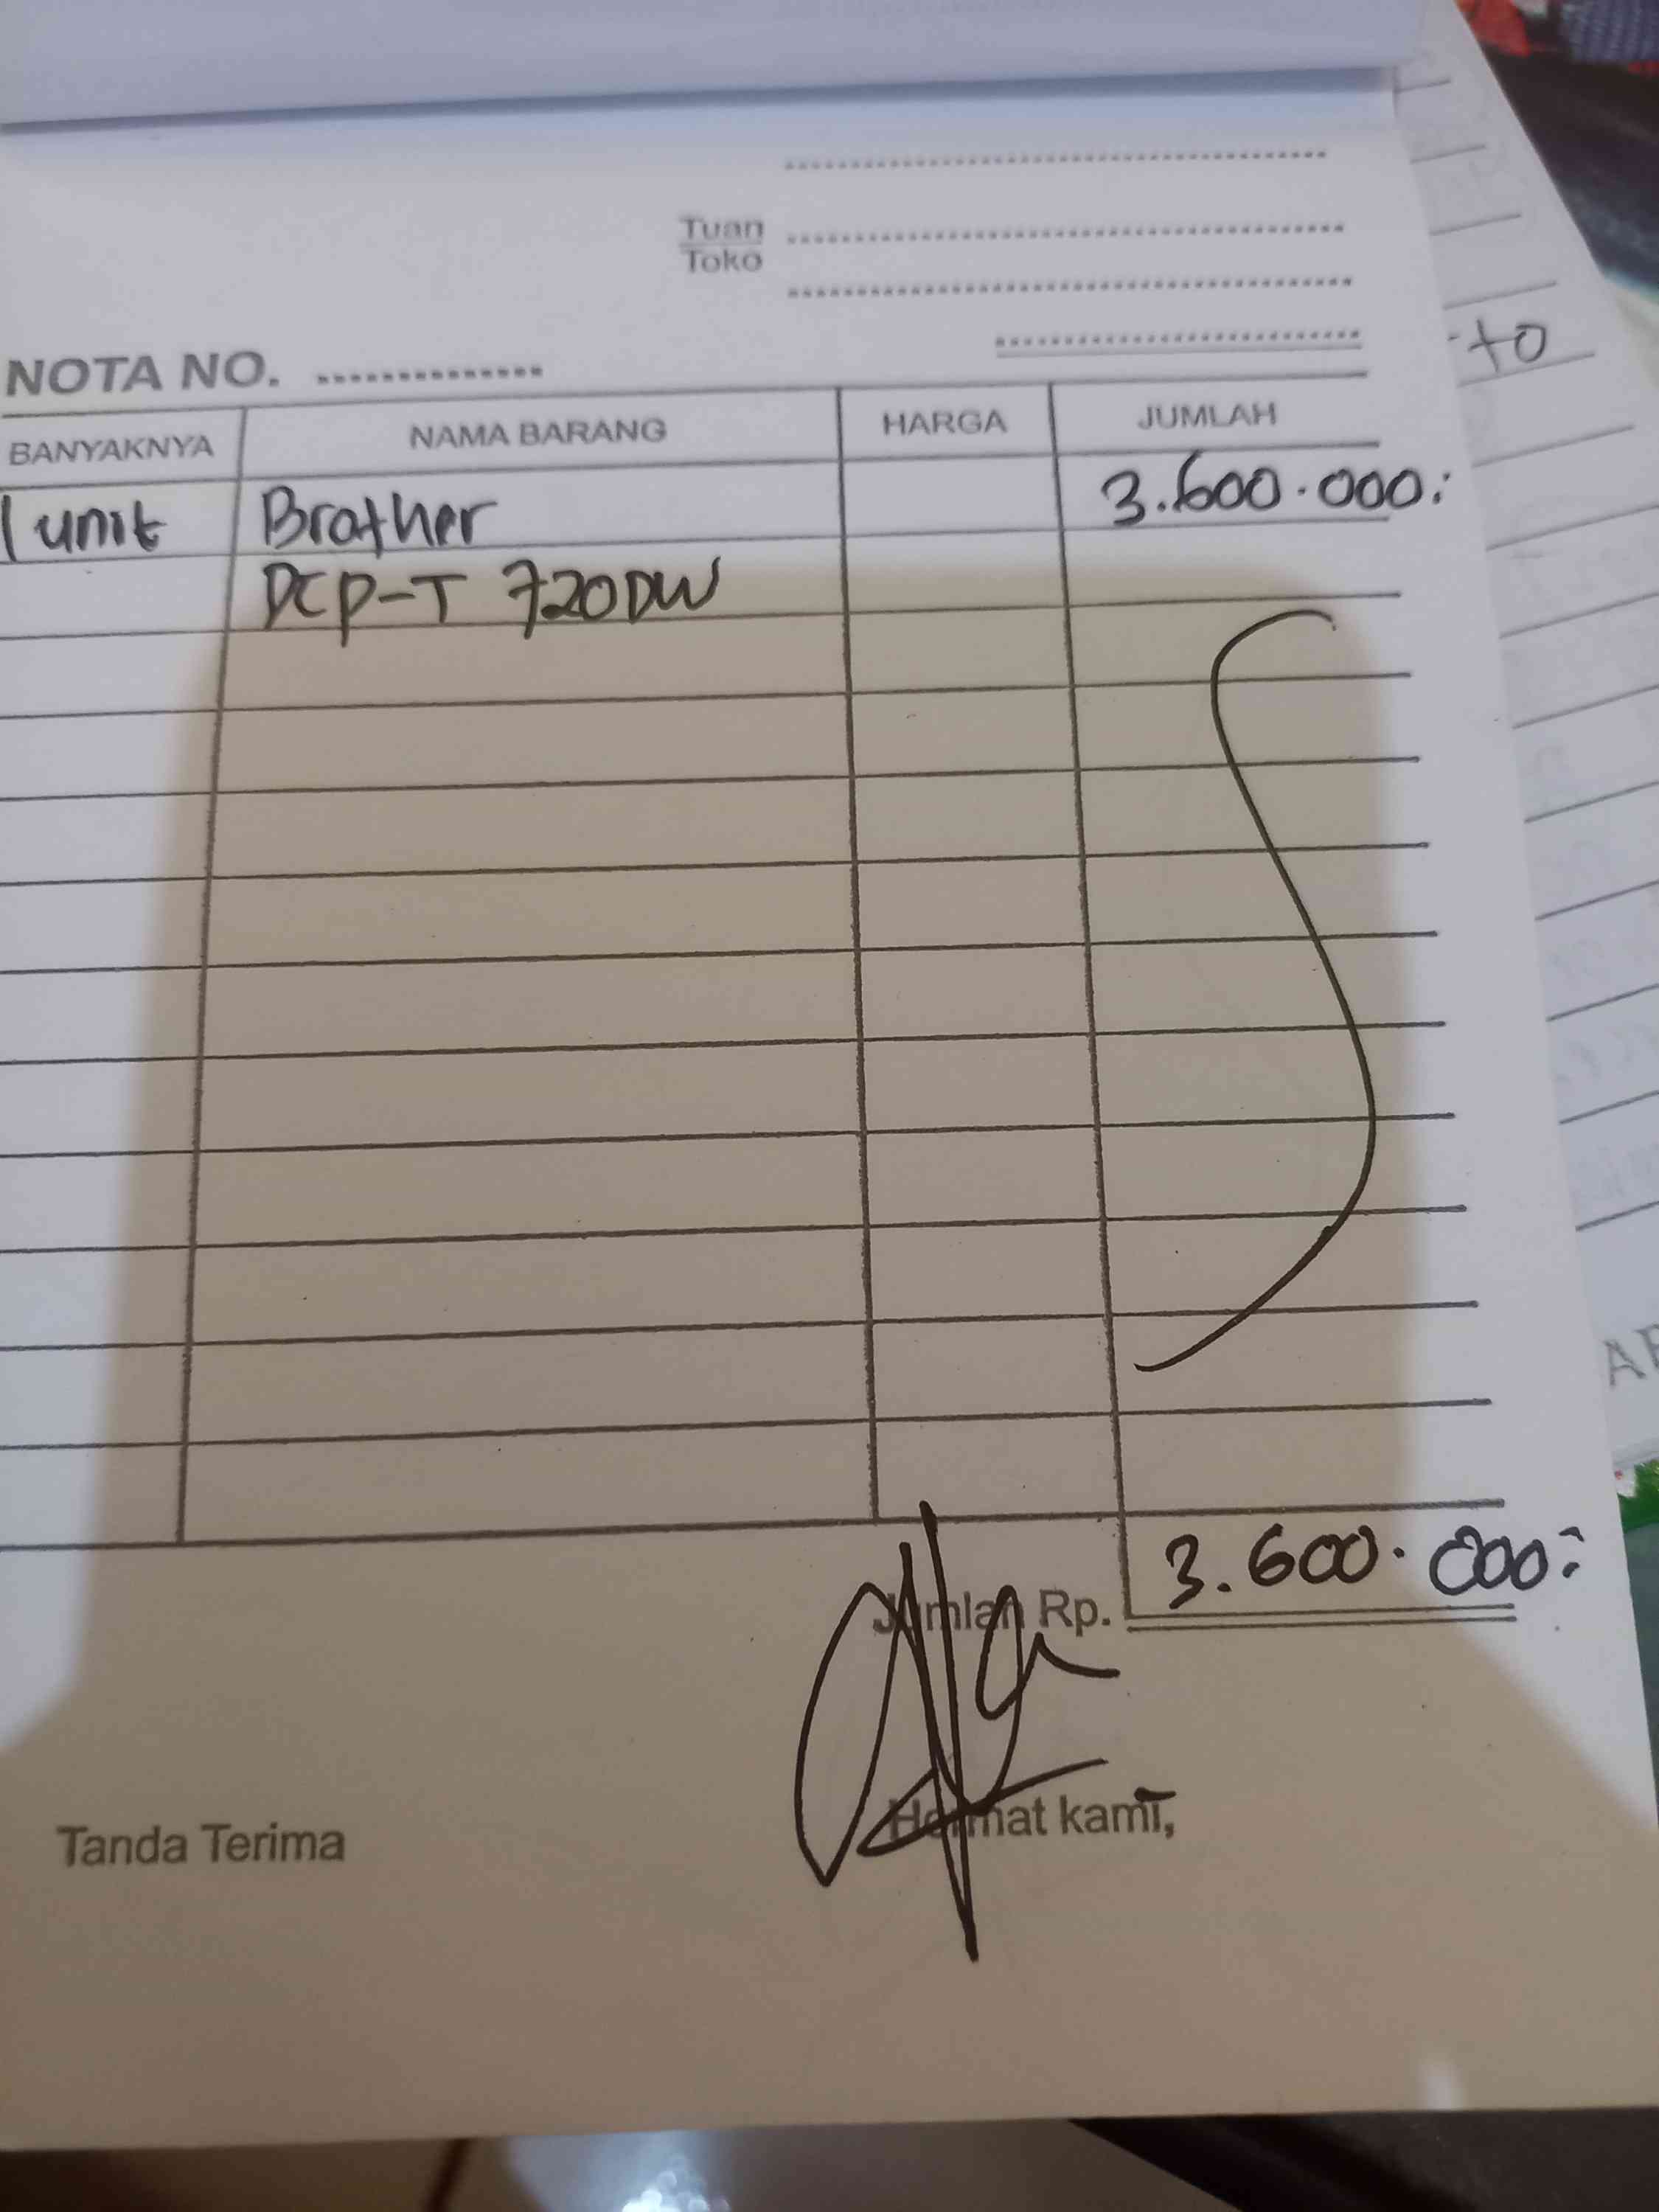 Tuan
Toko
NOTA NO.
BANYAKNYA NAMA BARANG HARGA JUMLAH
1 unit Brother 3.600.000.-
DCP-T 720DW
Jumlah Rp. 3.600.000.-
Tanda Terima Hormat kami,
to